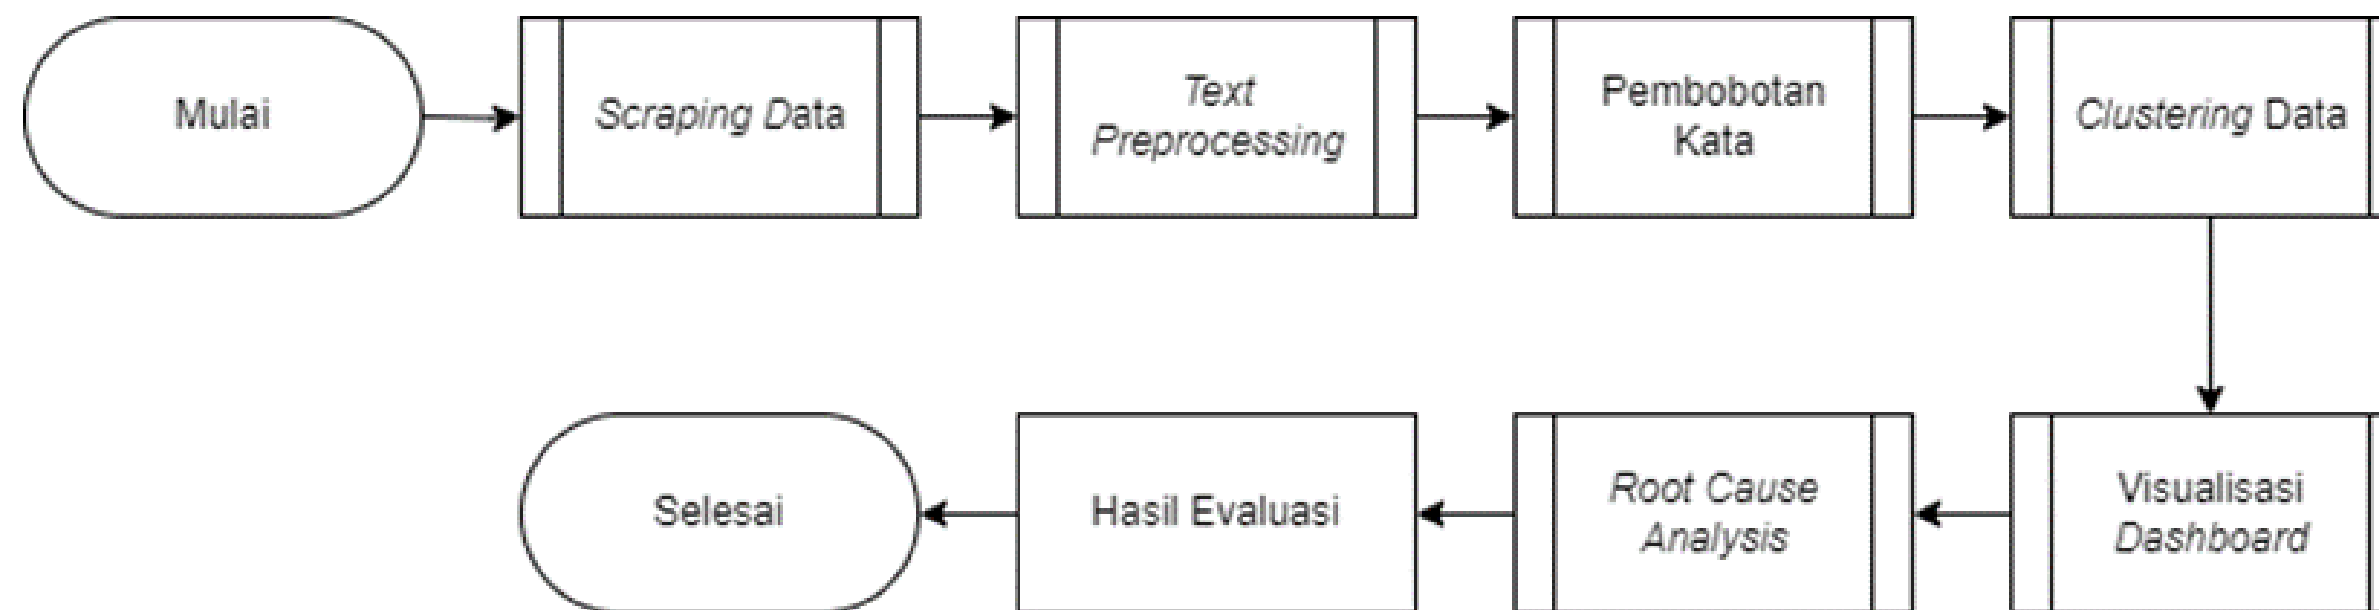 Mulai
Scraping Data
Text
Preprocessing
Pembobotan
Kata
Clustering Data
Visualisasi
Dashboard
Root Cause
Analysis
Hasil Evaluasi
Selesai